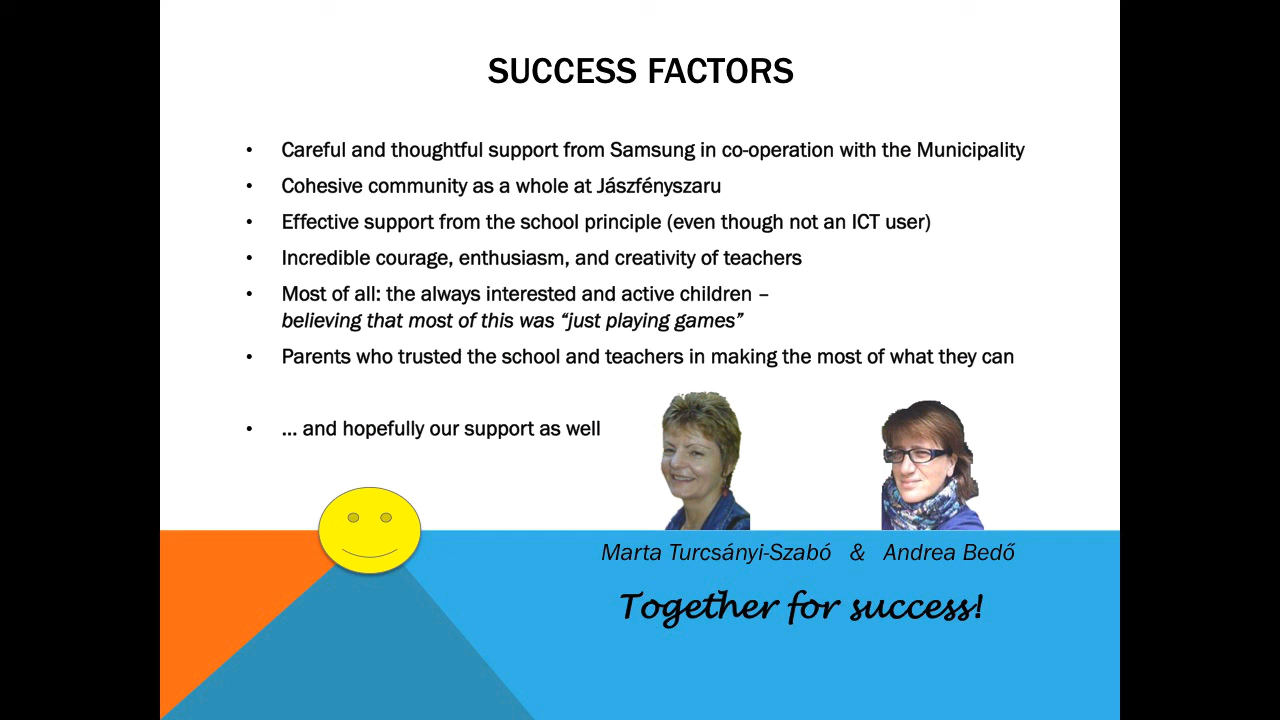 SUCCESS FACTORS
• Careful and thoughtful support from Samsung in co-operation with the Municipality
• Cohesive community as a whole at Jászfényszaru
• Effective support from the school principle (even though not an ICT user)
• Incredible courage, enthusiasm, and creativity of teachers
• Most of all: the always interested and active children –
believing that most of this was “just playing games”
• Parents who trusted the school and teachers in making the most of what they can
• ... and hopefully our support as well
Marta Turcsányi-Szabó & Andrea Bedő
Together for success!